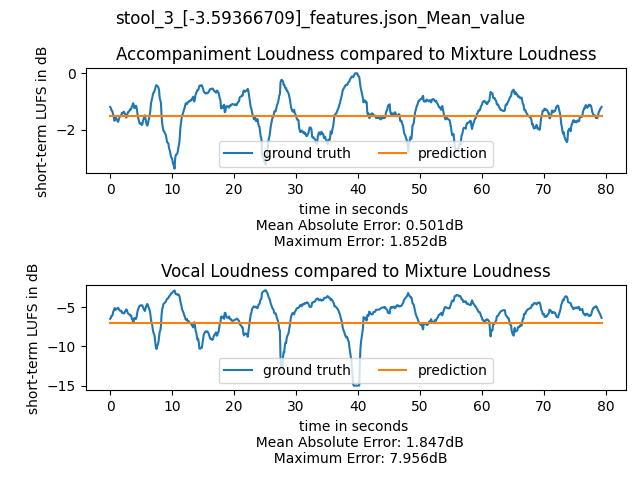 stool_3_[-3.59366709]_features.json_Mean_value
Accompaniment Loudness compared to Mixture Loudness
short-term LUFS in dB
0
−2
ground truth
prediction
0 10 20 30 40 50 60 70 80
time in seconds
Mean Absolute Error: 0.501dB
Maximum Error: 1.852dB
Vocal Loudness compared to Mixture Loudness
short-term LUFS in dB
−5
−10
−15
ground truth
prediction
0 10 20 30 40 50 60 70 80
time in seconds
Mean Absolute Error: 1.847dB
Maximum Error: 7.956dB